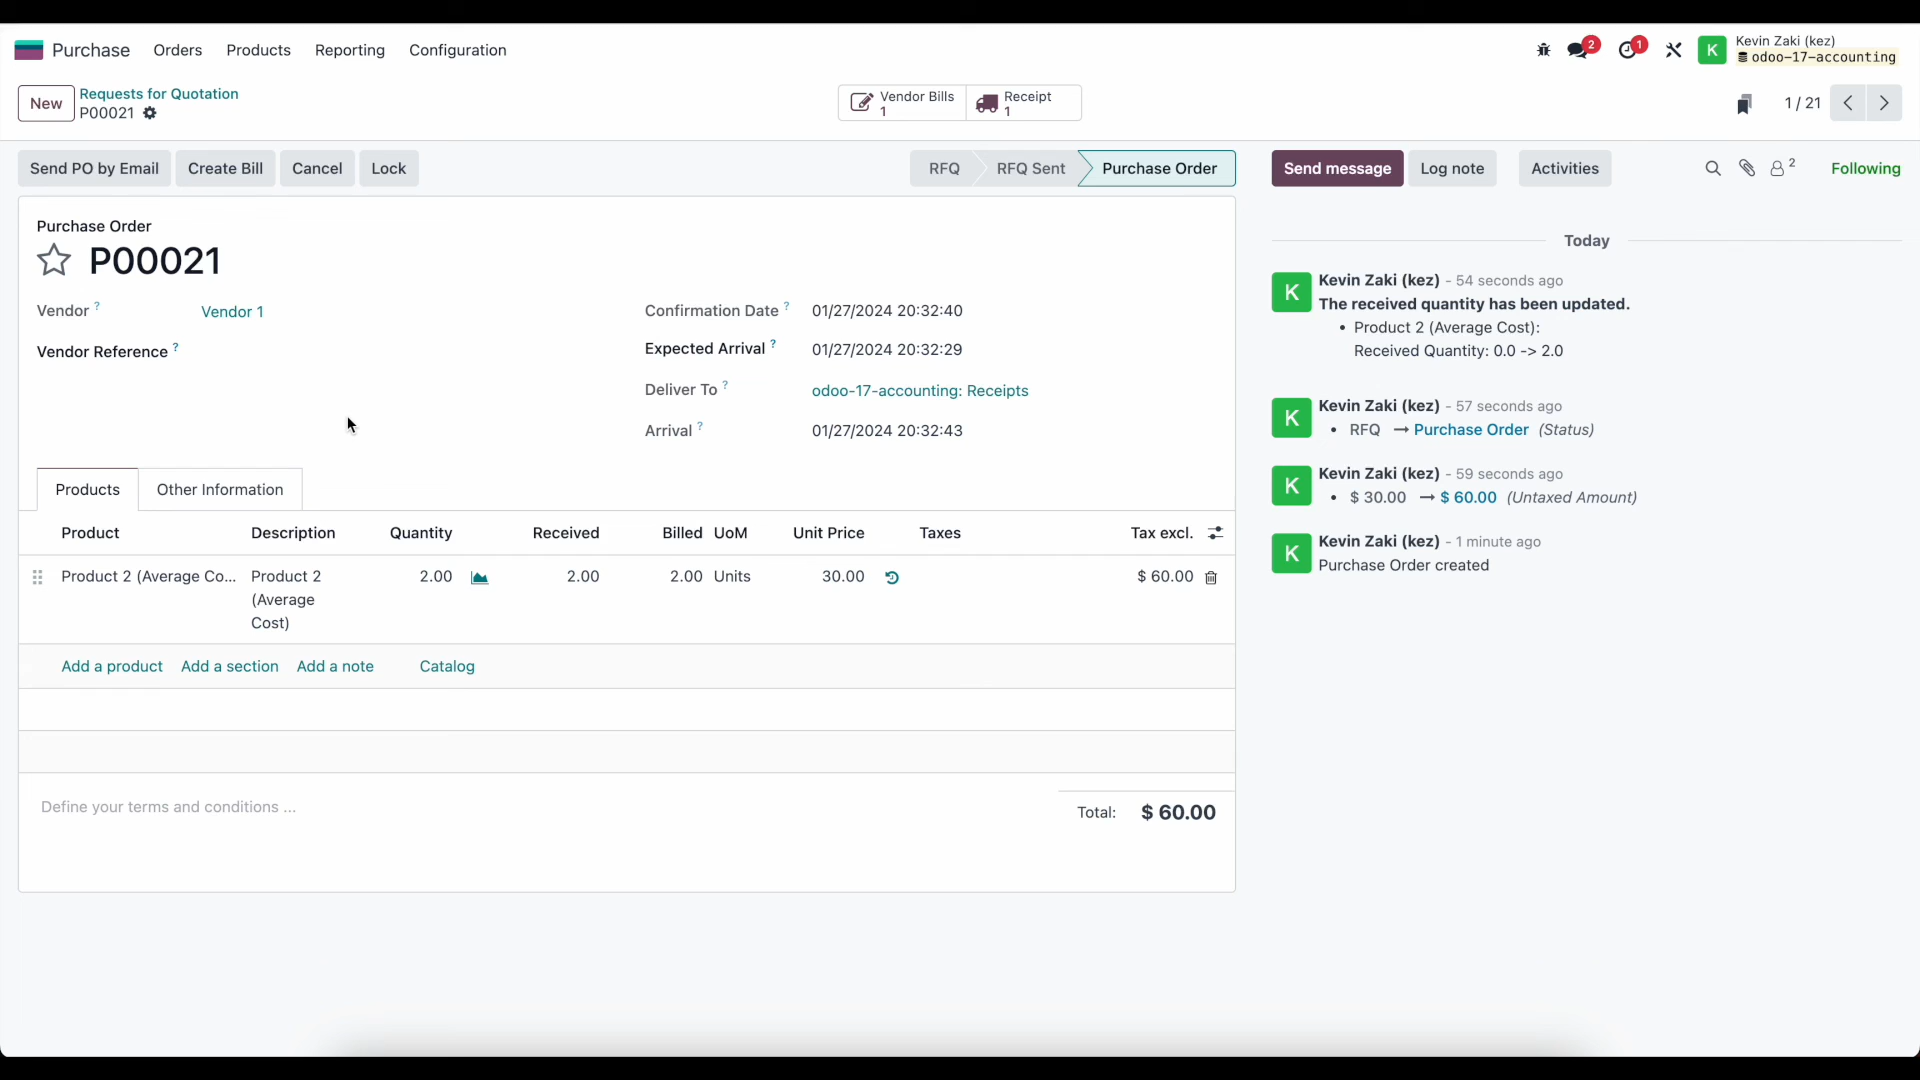 Purchase Orders Products Reporting Configuration
2 1 K Kevin Zaki (kez)
odoo-17-accounting
New Requests for Quotation
P00021
Vendor Bills
1
Receipt
1
1 / 21
Send PO by Email Create Bill Cancel Lock RFQ RFQ Sent Purchase Order
Send message Log note Activities 2 Following
Purchase Order
P00021
Vendor ? Vendor 1
Vendor Reference ?
Confirmation Date ? 01/27/2024 20:32:40
Expected Arrival ? 01/27/2024 20:32:29
Deliver To ? odoo-17-accounting: Receipts
Arrival ? 01/27/2024 20:32:43
Products Other Information
Product Description Quantity Received Billed UoM Unit Price Taxes Tax excl.
Product 2 (Average Co... Product 2 2.00 2.00 2.00 Units 30.00 $ 60.00
(Average
Cost)
Add a product Add a section Add a note Catalog
Define your terms and conditions ...
Total: $ 60.00
Today
K Kevin Zaki (kez) - 54 seconds ago
The received quantity has been updated.
• Product 2 (Average Cost):
Received Quantity: 0.0 -> 2.0
K Kevin Zaki (kez) - 57 seconds ago
• RFQ → Purchase Order (Status)
K Kevin Zaki (kez) - 59 seconds ago
• $ 30.00 → $ 60.00 (Untaxed Amount)
K Kevin Zaki (kez) - 1 minute ago
Purchase Order created